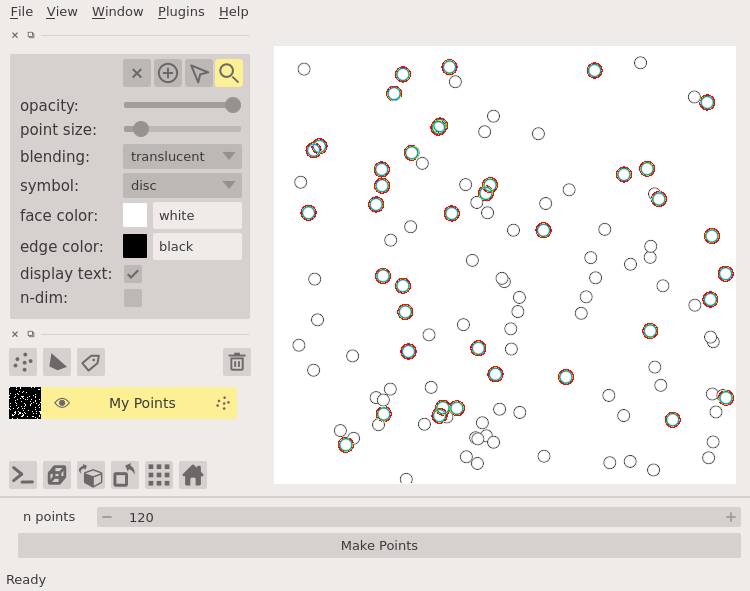 File View Window Plugins Help
opacity:
point size:
blending: translucent
symbol: disc
face color: white
edge color: black
display text:
n-dim:
My Points
n points 120
Make Points
Ready